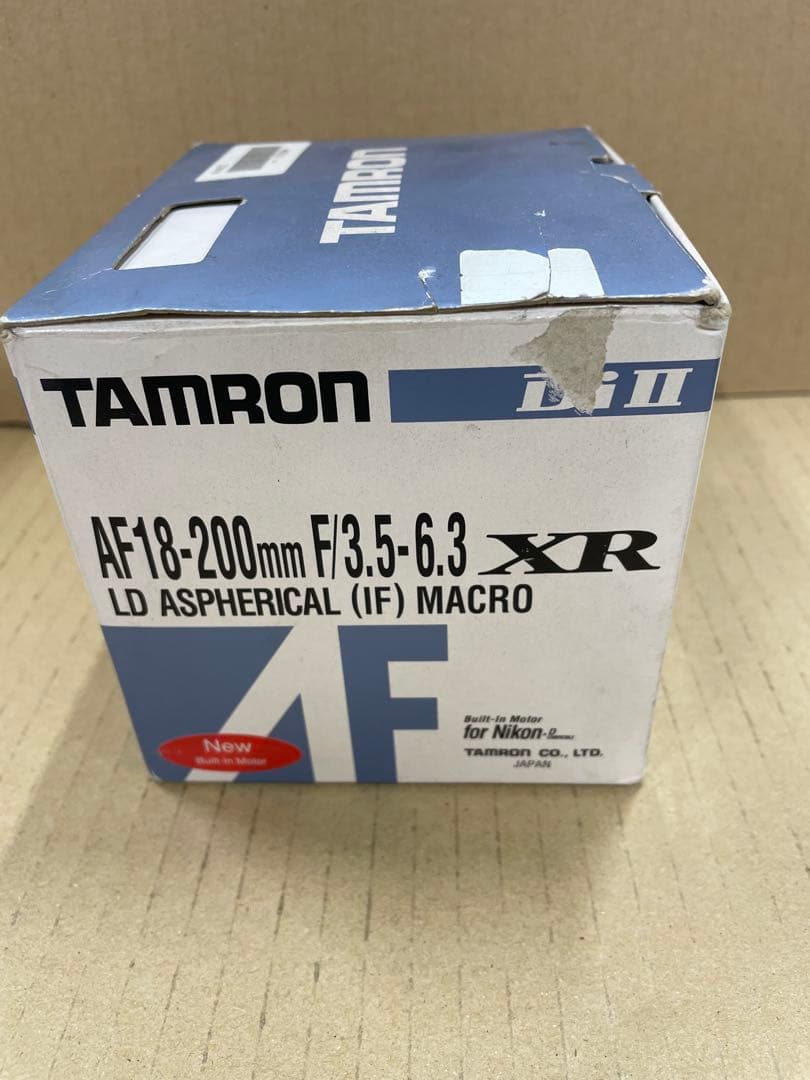 TAMRON
TAMRON
Di II
AF18-200mm F/3.5-6.3 XR
LD ASPHERICAL (IF) MACRO
AF
New
Built-In Motor
Built-In Motor
for Nikon-D
TAMRON CO., LTD.
JAPAN